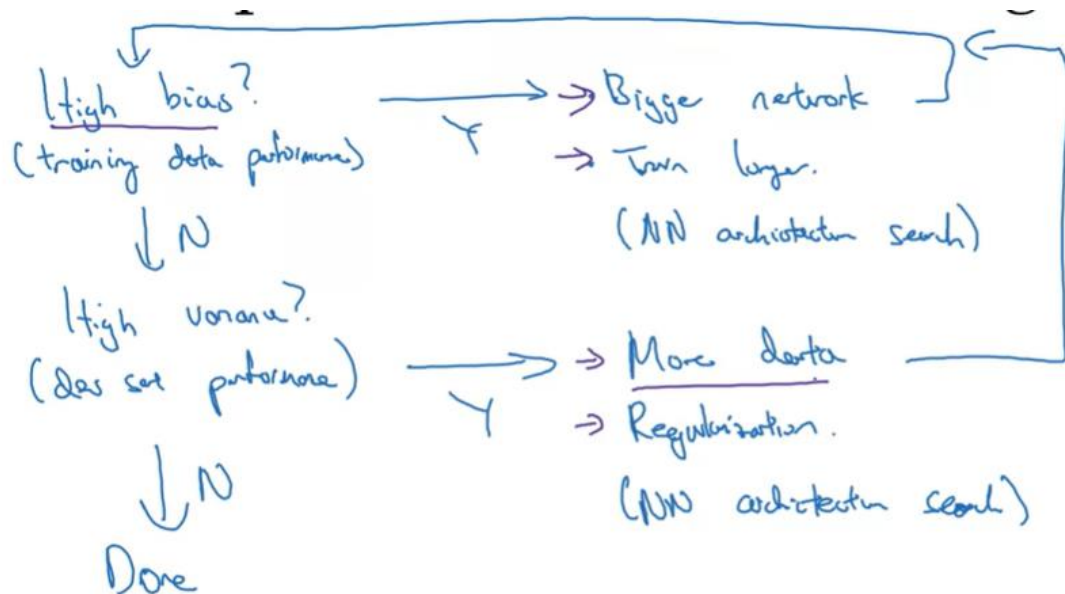 High bias?
(training data performance)
Y
Bigger network
Train longer.
(NN architecture search)
N
High variance?
(dev set performance)
Y
More data
Regularization.
(NN architecture search)
N
Done